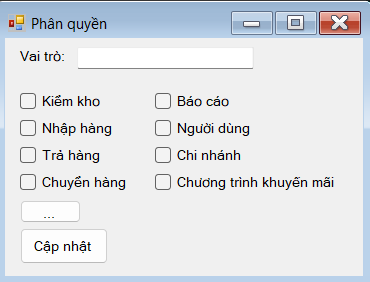 Phân quyền
Vai trò:
Kiểm kho
Báo cáo
Nhập hàng
Người dùng
Trả hàng
Chi nhánh
Chuyển hàng
Chương trình khuyến mãi
...
Cập nhật